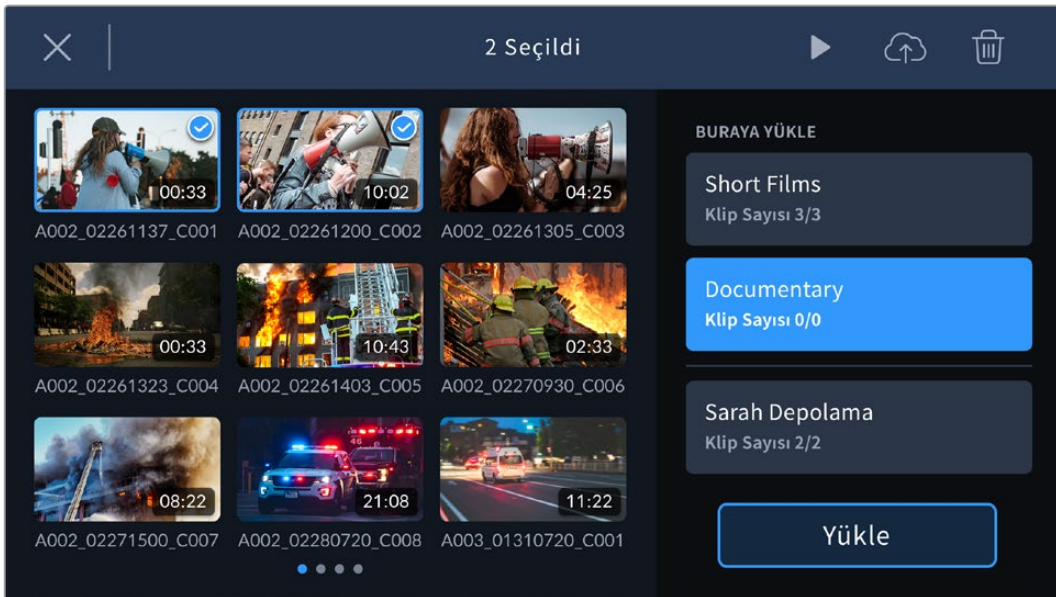 2 Seçildi
00:33
10:02
04:25
A002_02261137_C001
A002_02261200_C002
A002_02261305_C003
00:33
10:43
02:33
A002_02261323_C004
A002_02261403_C005
A002_02270930_C006
46
08:22
21:08
11:22
A002_02271500_C007
A002_02280720_C008
A003_01310720_C001
BURAYA YÜKLE
Short Films
Klip Sayısı 3/3
Documentary
Klip Sayısı 0/0
Sarah Depolama
Klip Sayısı 2/2
Yükle